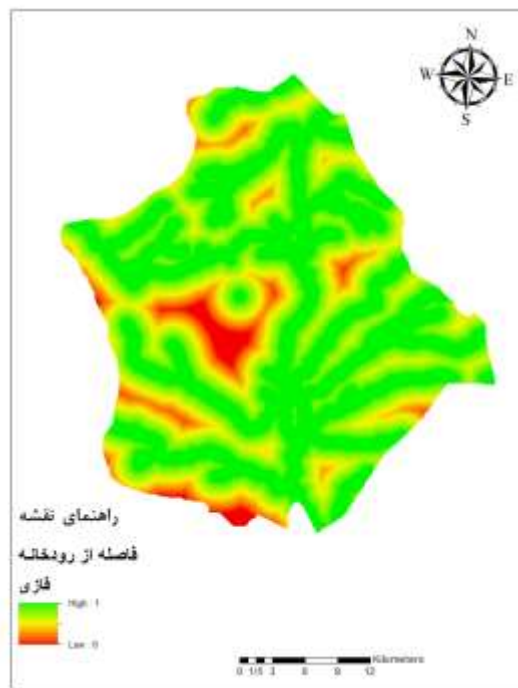 N
W E
S
راهنمای نقشه
فاصله از رودخانه
فازی
High : 1
Low : 0
Kilometers